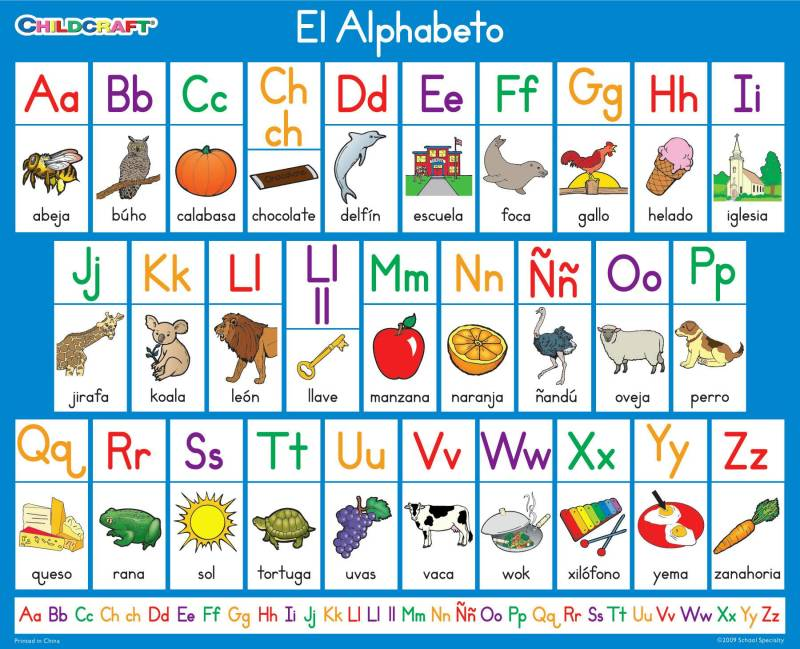 CHILDCRAFT®
El Alphabeto
Aa Bb Cc Ch Dd Ee Ff Gg Hh Ii
ch
Chocolate
abeja búho calabasa chocolate delfín escuela foca gallo helado iglesia
Jj Kk Ll Ll Mm Nn Ññ Oo Pp
ll
jirafa koala león llave manzana naranja ñandú oveja perro
Qq Rr Ss Tt Uu Vv Ww Xx Yy Zz
queso rana sol tortuga uvas vaca wok xilófono yema zanahoria
Aa Bb Cc Ch ch Dd Ee Ff Gg Hh Ii Jj Kk Ll Ll ll Mm Nn Ññ Oo Pp Qq Rr Ss Tt Uu Vv Ww Xx Yy Zz
Printed in China ©2009 School Specialty